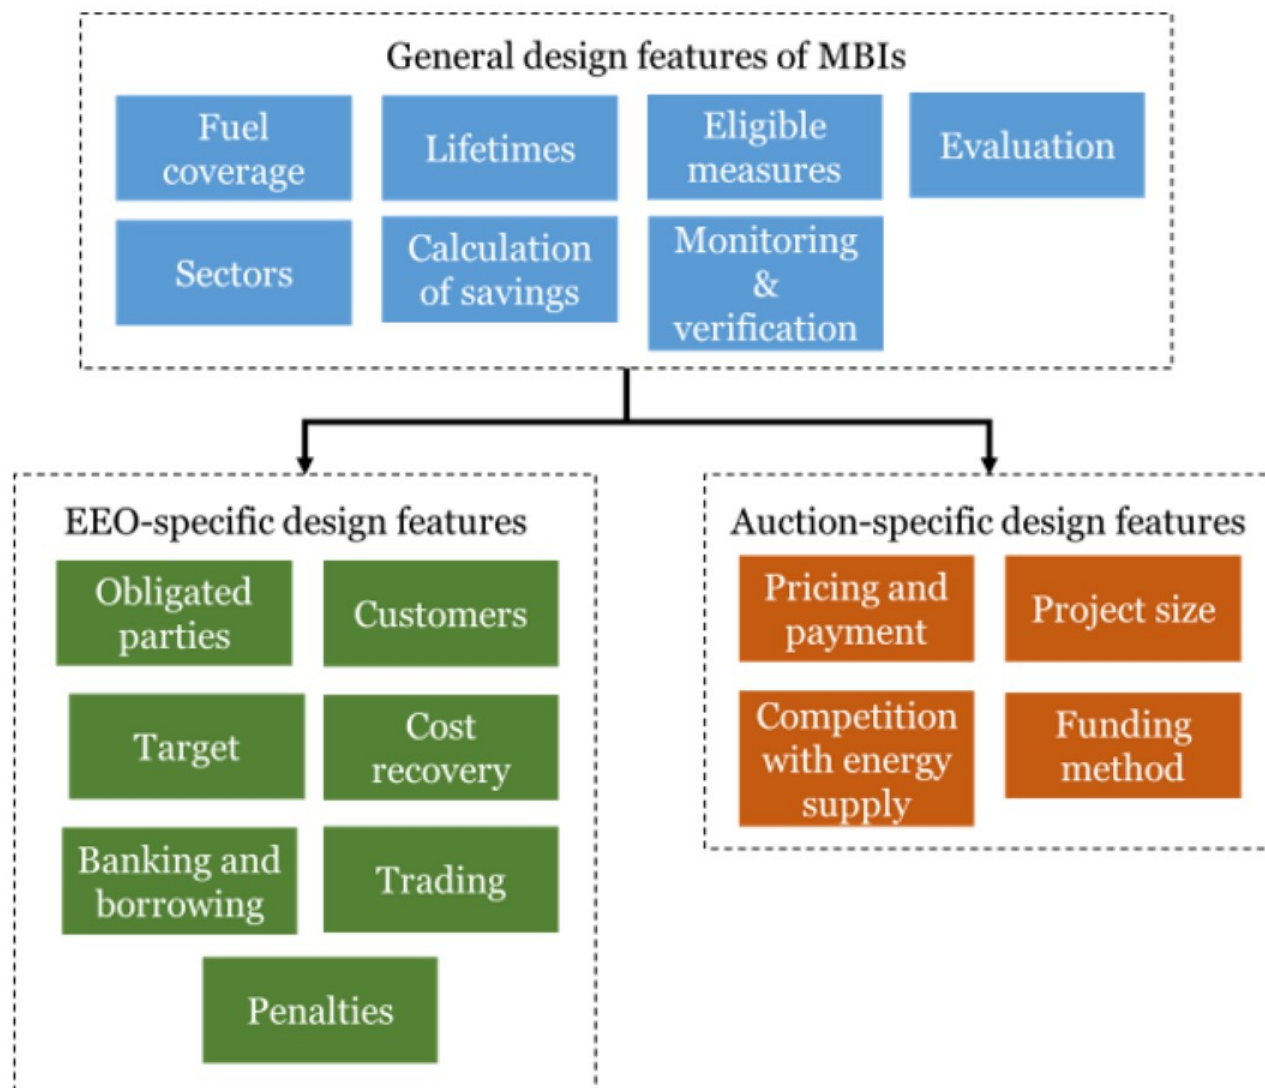 General design features of MBIs
Fuel
coverage
Lifetimes
Eligible
measures
Evaluation
Sectors
Calculation
of savings
Monitoring
&
verification
EEO-specific design features
Obligated
parties
Customers
Target
Cost
recovery
Banking and
borrowing
Trading
Penalties
Auction-specific design features
Pricing and
payment
Project size
Competition
with energy
supply
Funding
method